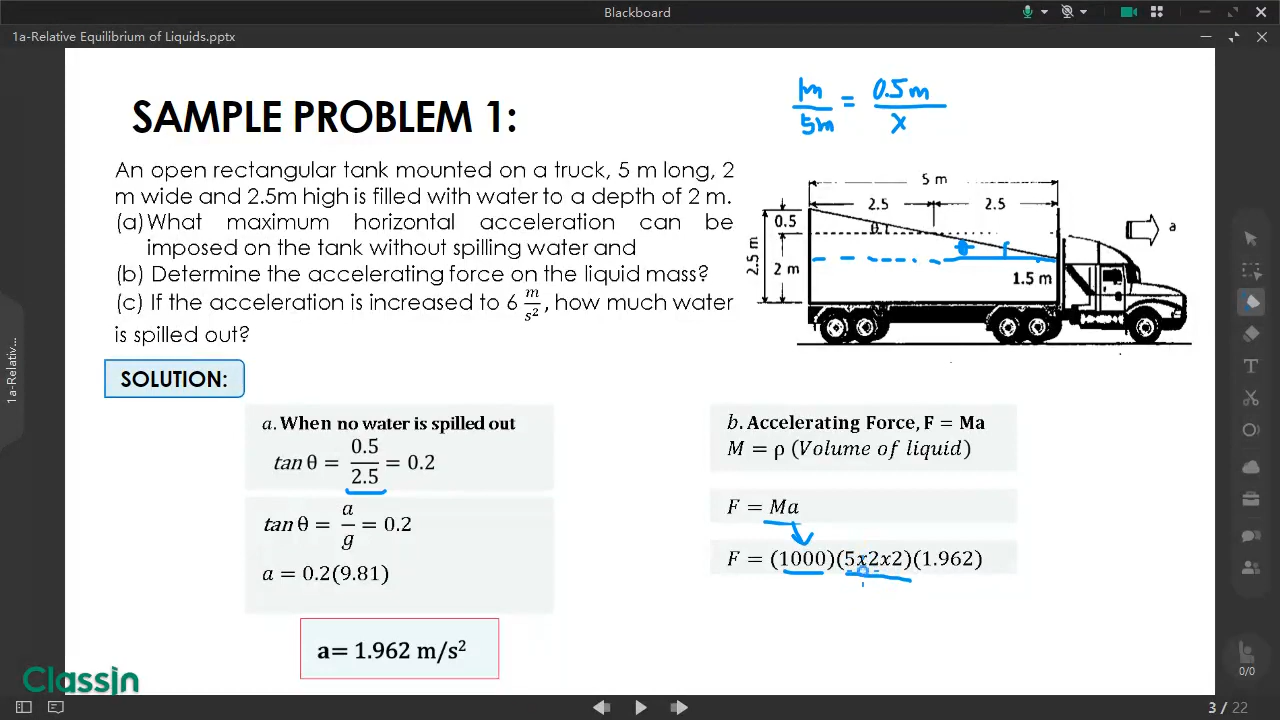 Blackboard
1a-Relative Equilibrium of Liquids.pptx
SAMPLE PROBLEM 1:
1m/5m = 0.5m/x
An open rectangular tank mounted on a truck, 5 m long, 2
m wide and 2.5m high is filled with water to a depth of 2 m.
(a)What maximum horizontal acceleration can be
imposed on the tank without spilling water and
(b) Determine the accelerating force on the liquid mass?
(c) If the acceleration is increased to 6 m/s², how much water
is spilled out?
5 m
2.5 2.5
0.5
θ
θ
a
2.5 m
2 m
1.5 m
SOLUTION:
a. When no water is spilled out
tan θ = 0.5/2.5 = 0.2
tan θ = a/g = 0.2
a = 0.2(9.81)
a= 1.962 m/s²
b. Accelerating Force, F = Ma
M = ρ (Volume of liquid)
F = Ma
F = (1000)(5x2x2)(1.962)
1a-Relativ...
0/0
ClassIn
3 / 22